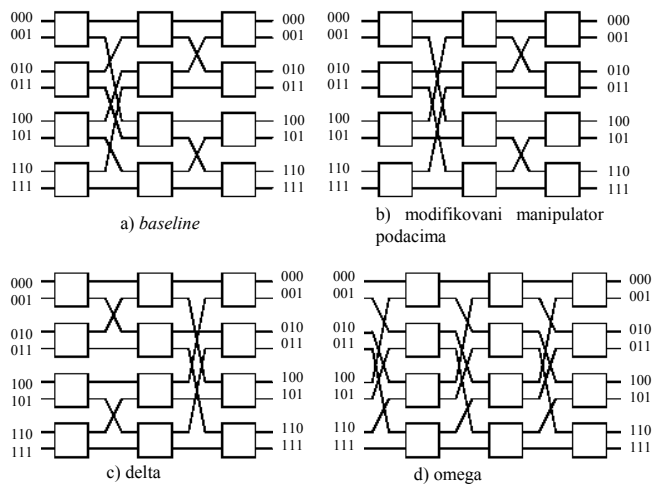 000 000 000 000
001 001 001 001
010 010 010 010
011 011 011 011
100 100 100 100
101 101 101 101
110 110 110 110
111 111 111 111
a) baseline
b) modifikovani manipulator
podacima
000 000 000 000
001 001 001 001
010 010 010 010
011 011 011 011
100 100 100 100
101 101 101 101
110 110 110 110
111 111 111 111
c) delta
d) omega